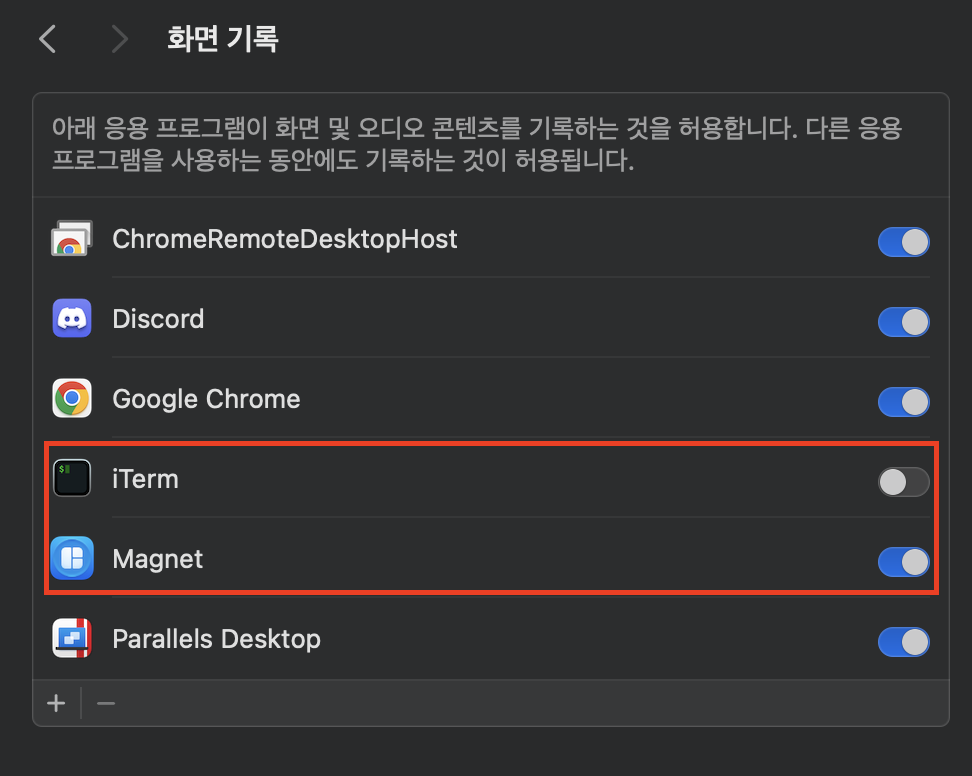 화면 기록
아래 응용 프로그램이 화면 및 오디오 콘텐츠를 기록하는 것을 허용합니다. 다른 응용
프로그램을 사용하는 동안에도 기록하는 것이 허용됩니다.
ChromeRemoteDesktopHost
Discord
Google Chrome
$
iTerm
Magnet
Parallels Desktop